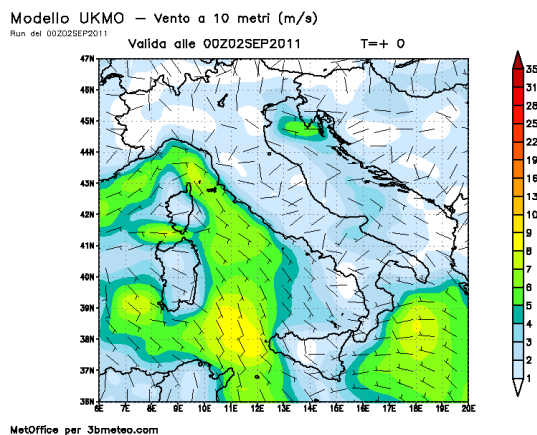 Modello UKMO – Vento a 10 metri (m/s)
Run del 00Z02SEP2011
Valida alle 00Z02SEP2011 T=+ 0
47N
46N
45N
44N
43N
42N
41N
40N
39N
38N
37N
36N
6E 7E 8E 9E 10E 11E 12E 13E 14E 15E 16E 17E 18E 19E 20E
35
31
28
25
22
19
16
13
10
9
8
7
6
5
4
3
2
1
MetOffice per 3bmeteo.com